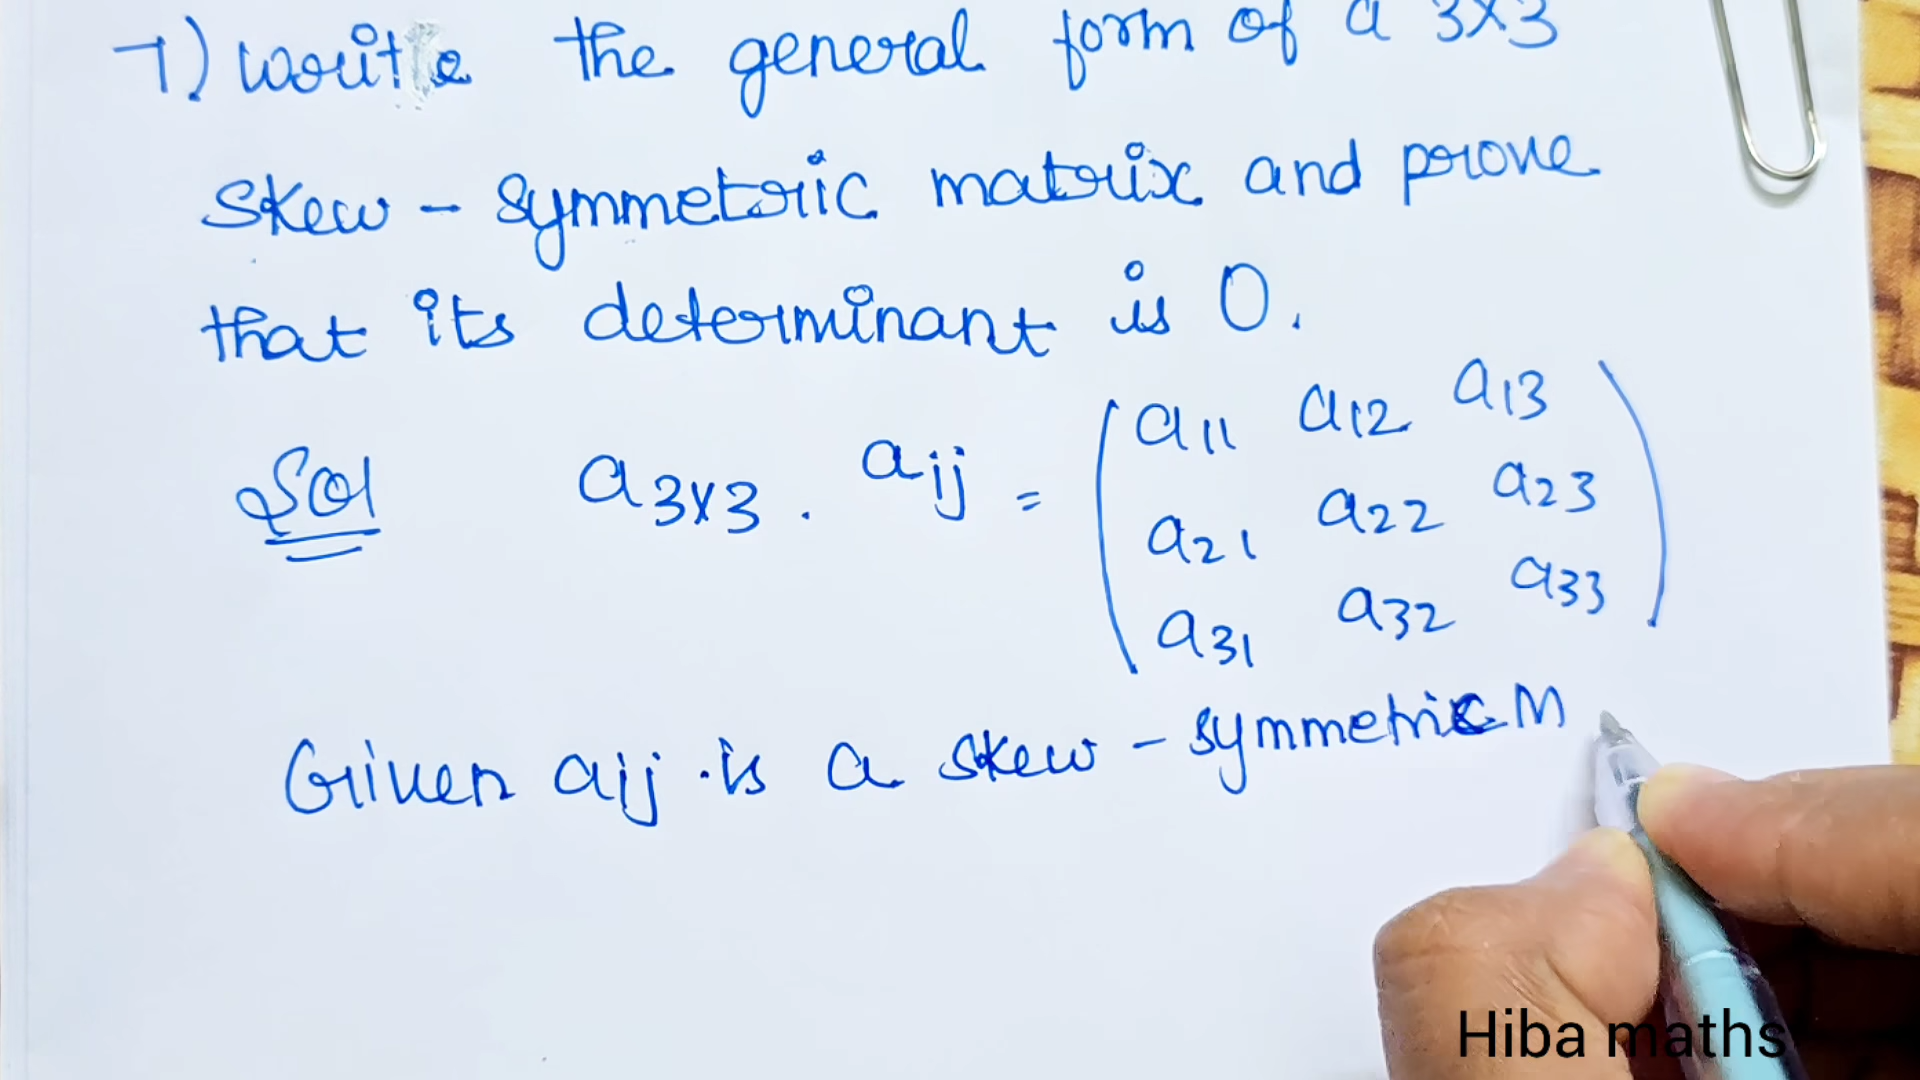 7) Write the general form of a 3x3
skew - symmetric matrix and prove
that its determinant is 0.
Sol a3x3 . aij = ( a11 a12 a13
a21 a22 a23
a31 a32 a33 )
Given aij is a skew - symmetric M
Hiba maths